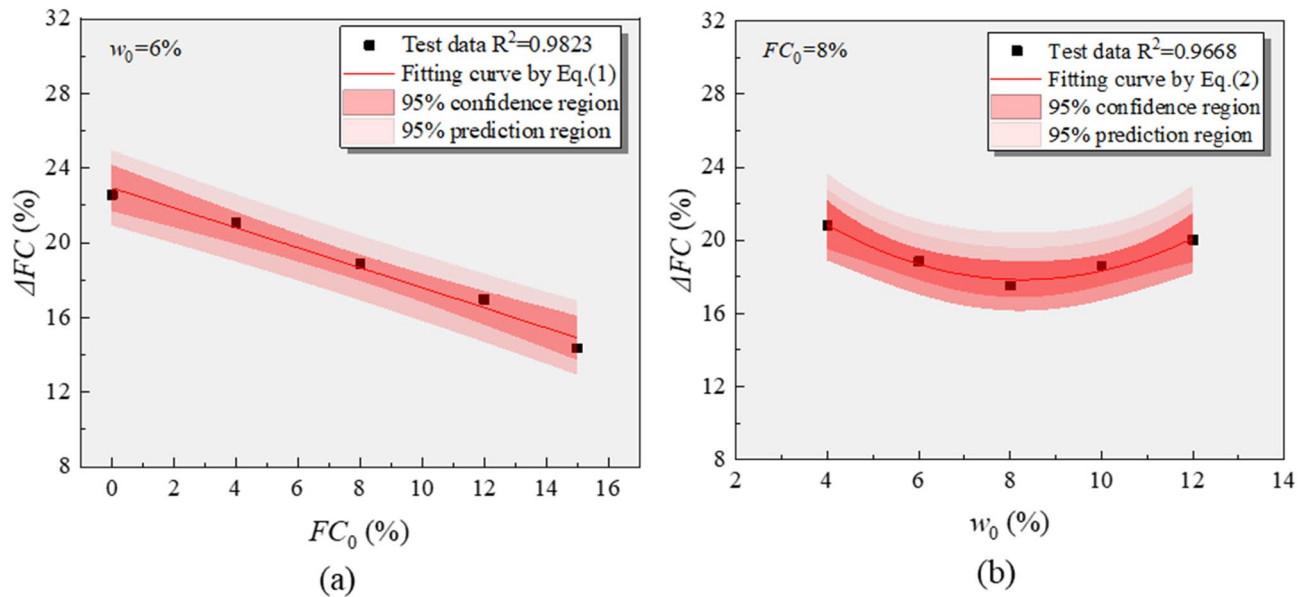 w₀=6%
Test data R²=0.9823
Fitting curve by Eq.(1)
95% confidence region
95% prediction region
32
28
24
20
16
12
8
ΔFC (%)
0 2 4 6 8 10 12 14 16
FC₀ (%)
(a)
FC₀=8%
Test data R²=0.9668
Fitting curve by Eq.(2)
95% confidence region
95% prediction region
32
28
24
20
16
12
8
ΔFC (%)
2 4 6 8 10 12 14
w₀ (%)
(b)